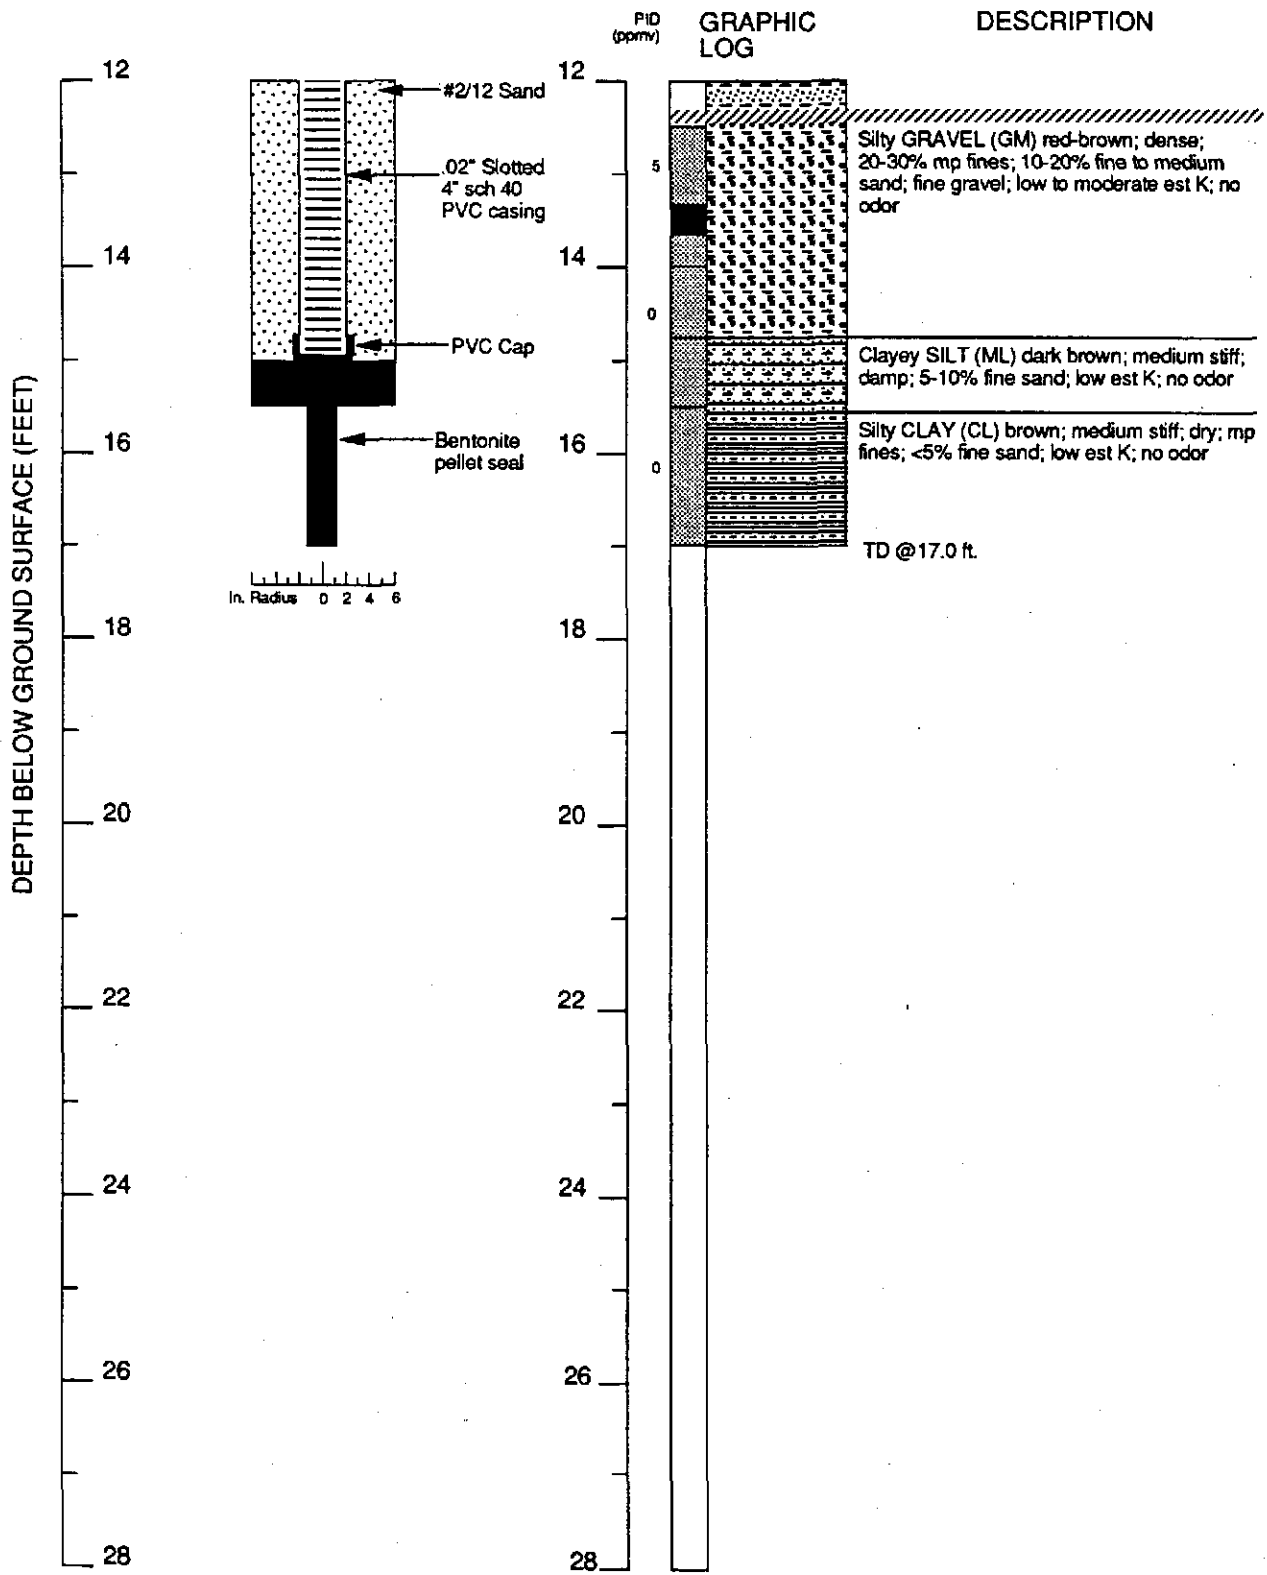 PID
(ppmv)
GRAPHIC
LOG
DESCRIPTION
DEPTH BELOW GROUND SURFACE (FEET)
12
14
16
18
20
22
24
26
28
#2/12 Sand
.02" Slotted
4" sch 40
PVC casing
PVC Cap
Bentonite
pellet seal
In. Radius 0 2 4 6
12
14
16
18
20
22
24
26
28
5
0
0
Silty GRAVEL (GM) red-brown; dense;
20-30% mp fines; 10-20% fine to medium
sand; fine gravel; low to moderate est K; no
odor
Clayey SILT (ML) dark brown; medium stiff;
damp; 5-10% fine sand; low est K; no odor
Silty CLAY (CL) brown; medium stiff; dry; mp
fines; <5% fine sand; low est K; no odor
TD @17.0 ft.